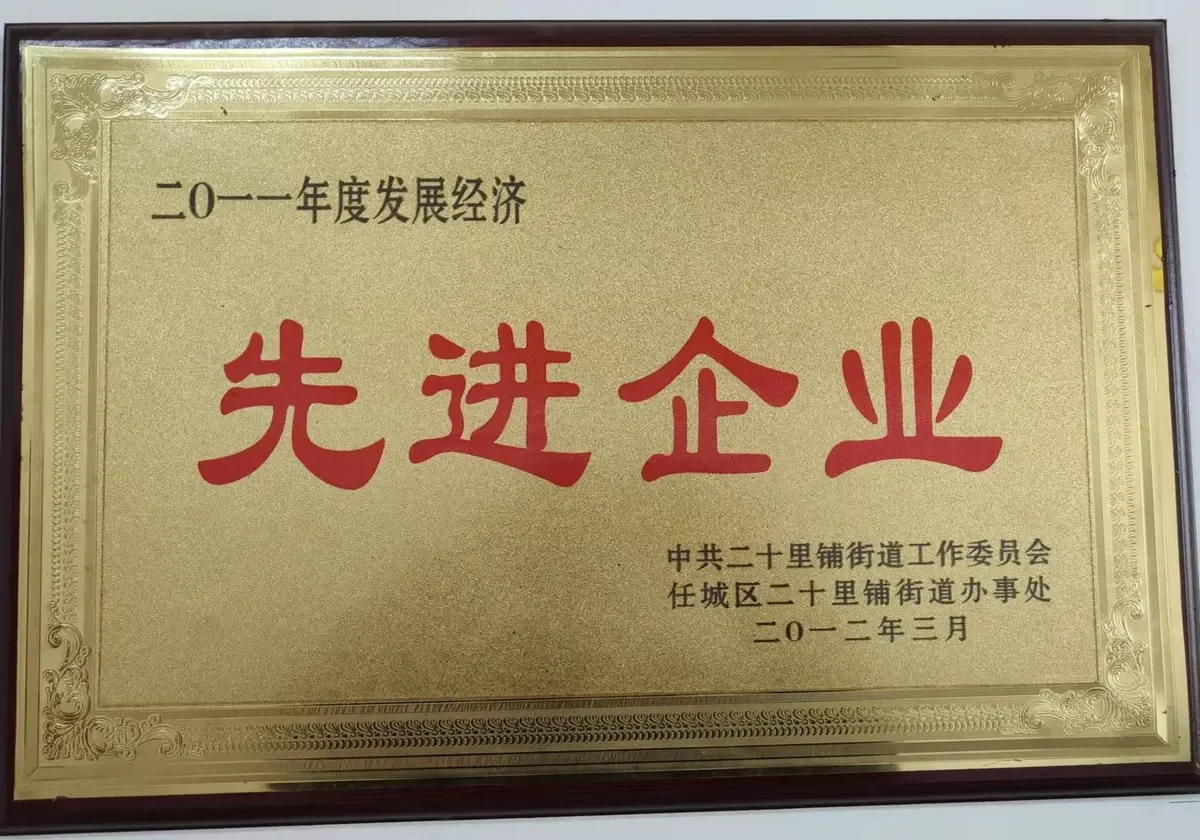 二〇一一年度发展经济
先进企业
中共二十里铺街道工作委员会
任城区二十里铺街道办事处
二〇一二年三月